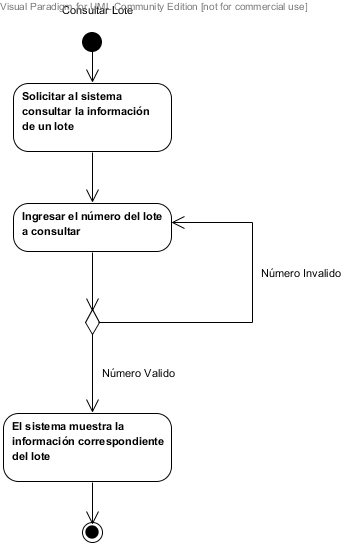 Visual Paradigm for UML Community Edition [not for commercial use]
Consultar Lote
Solicitar al sistema
consultar la información
de un lote
Ingresar el número del lote
a consultar
Número Invalido
Número Valido
El sistema muestra la
información correspondiente
del lote